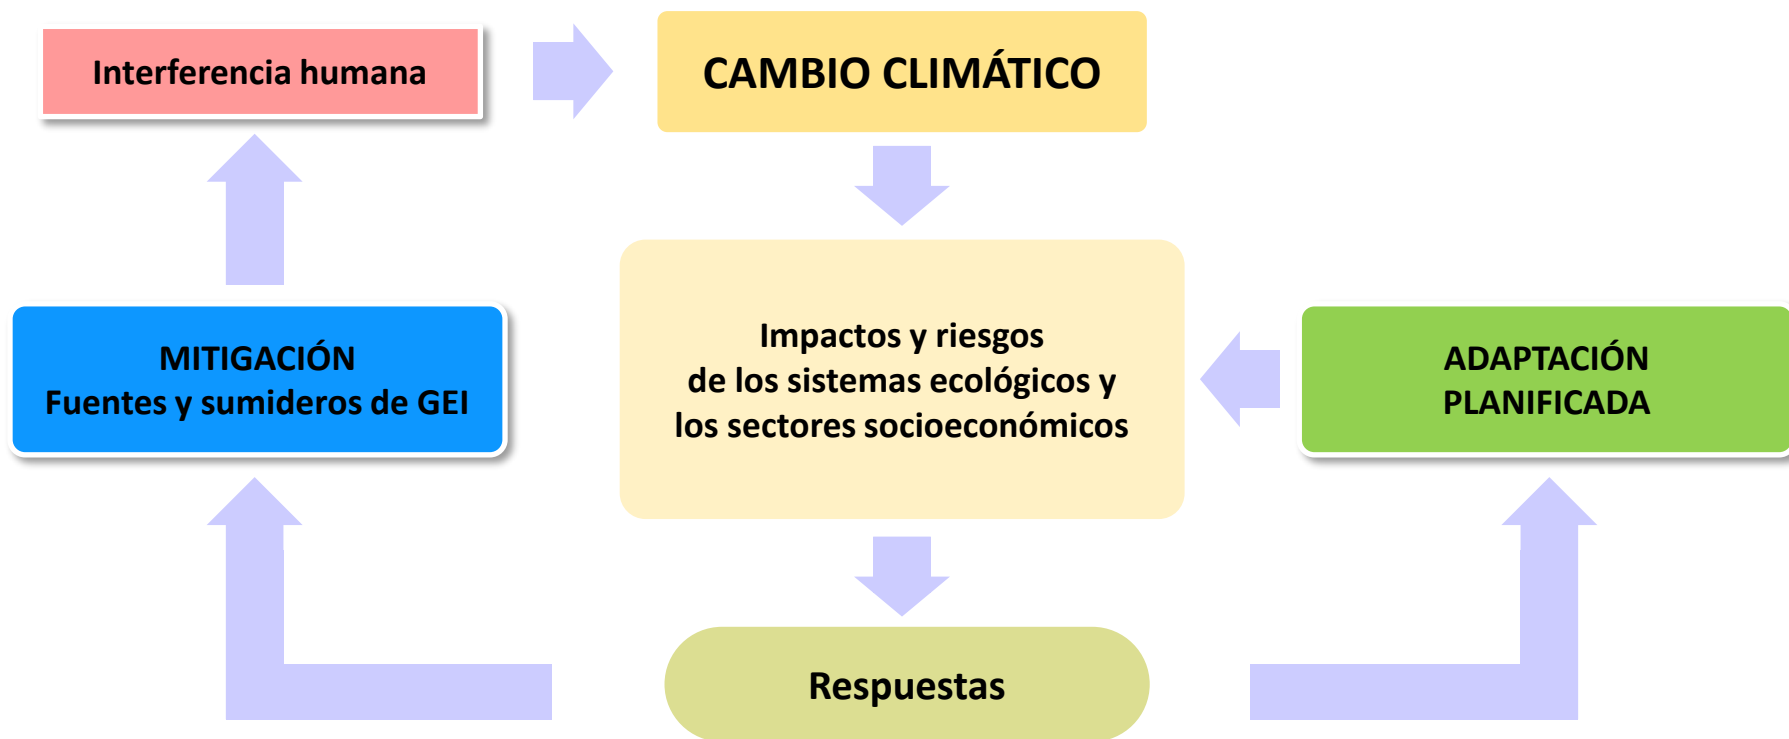 Interferencia humana
CAMBIO CLIMÁTICO
MITIGACIÓN
Fuentes y sumideros de GEI
Impactos y riesgos
de los sistemas ecológicos y
los sectores socioeconómicos
ADAPTACIÓN
PLANIFICADA
Respuestas